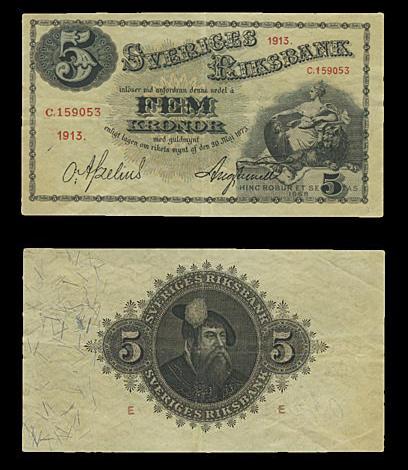 5 SVERIGES 1913.
RIKSBANK
C.159053
inlöser vid anfordran denna sedel å
C.159053
FEM
KRONOR
1913.
med guldmynt
enligt lagen om rikets mynt af den 30 Maj 1873
HINC ROBUR ET SECURITAS
1668
5
SVERIGES RIKSBANK
5 5
SVERIGES RIKSBANK
E E